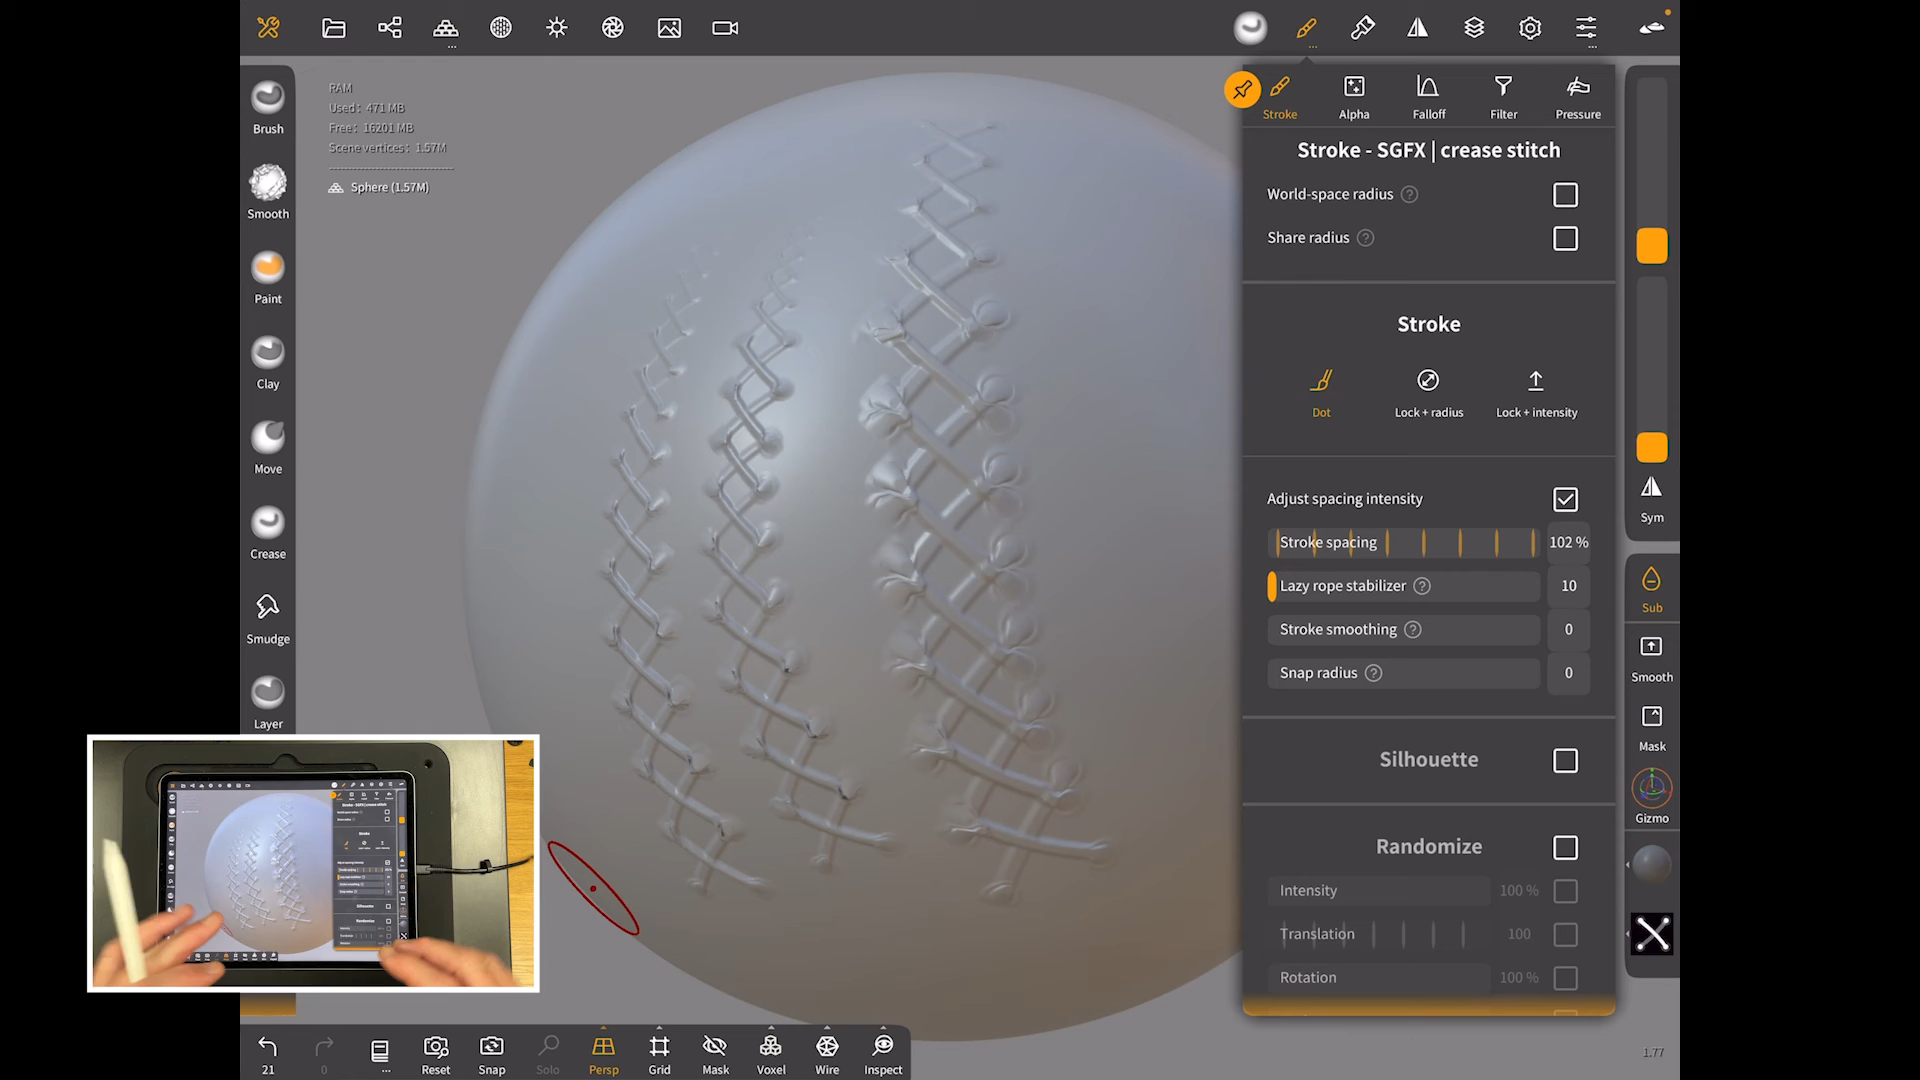 RAM
Used: 471 MB
Free: 16201 MB
Scene vertices: 1.57M
Sphere (1.57M)
Brush
Smooth
Paint
Clay
Move
Crease
Smudge
Layer
Stroke
Alpha
Falloff
Filter
Pressure
Stroke - SGFX | crease stitch
World-space radius ?
Share radius ?
Stroke
Dot
Lock + radius
Lock + intensity
Adjust spacing intensity
Stroke spacing 102 %
Lazy rope stabilizer ? 10
Stroke smoothing ? 0
Snap radius ? 0
Silhouette
Randomize
Intensity 100 %
Translation 100
Rotation 100 %
Sym
Sub
Smooth
Mask
Gizmo
21
0
...
Reset
Snap
Solo
Persp
Grid
Mask
Voxel
Wire
Inspect
1.77